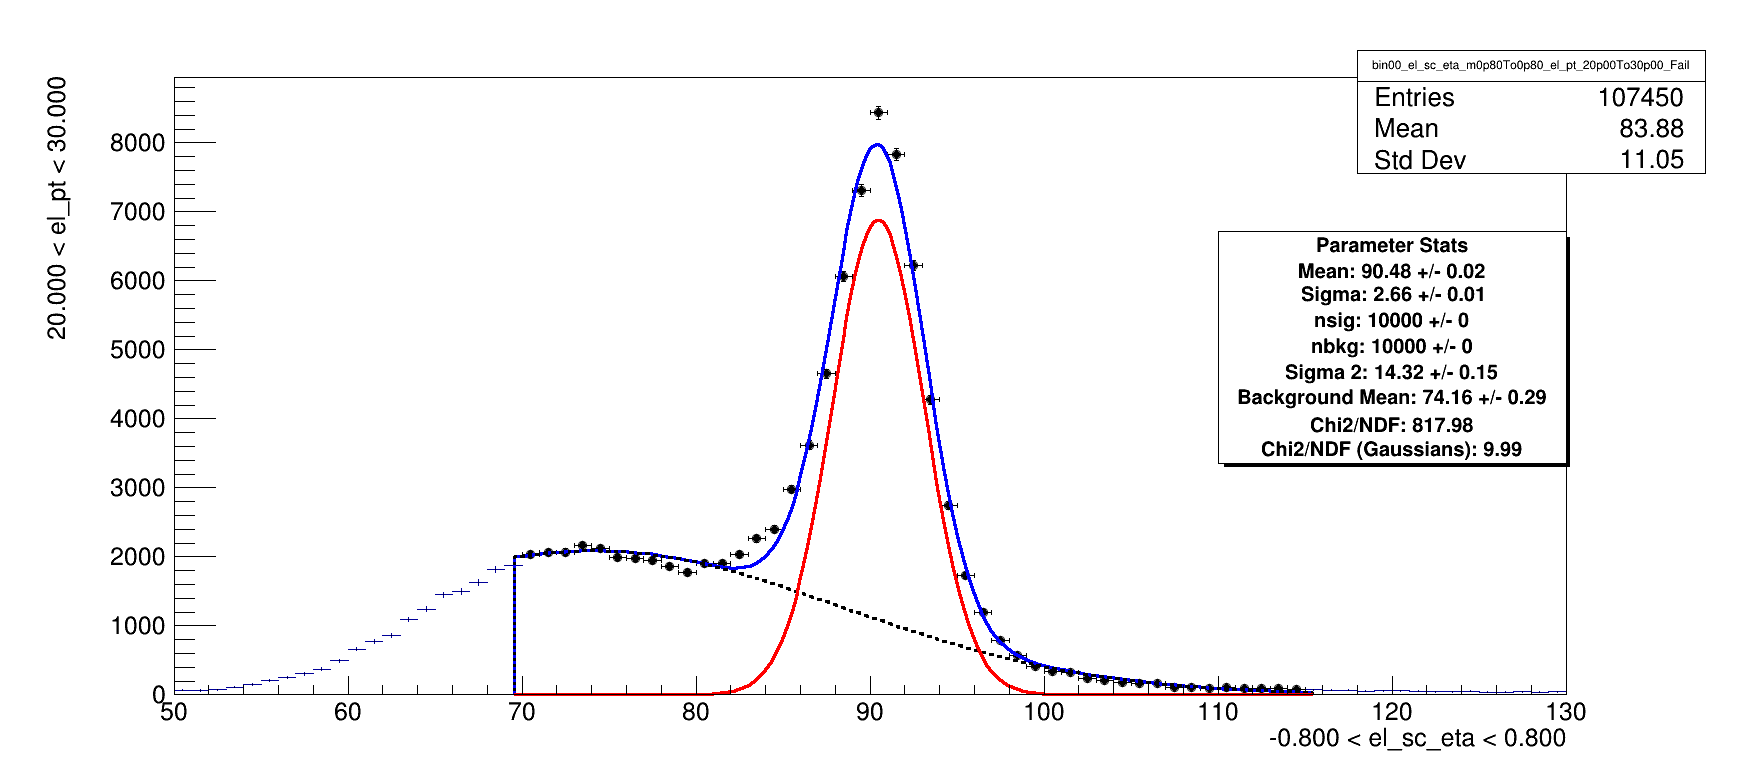 bin00_el_sc_eta_m0p80To0p80_el_pt_20p00To30p00_Fail
Entries 107450
Mean 83.88
Std Dev 11.05
20.000 < el_pt < 30.000
8000
7000
6000
5000
4000
3000
2000
1000
0
Parameter Stats
Mean: 90.48 +/- 0.02
Sigma: 2.66 +/- 0.01
nsig: 10000 +/- 0
nbkg: 10000 +/- 0
Sigma 2: 14.32 +/- 0.15
Background Mean: 74.16 +/- 0.29
Chi2/NDF: 817.98
Chi2/NDF (Gaussians): 9.99
50 60 70 80 90 100 110 120 130
-0.800 < el_sc_eta < 0.800